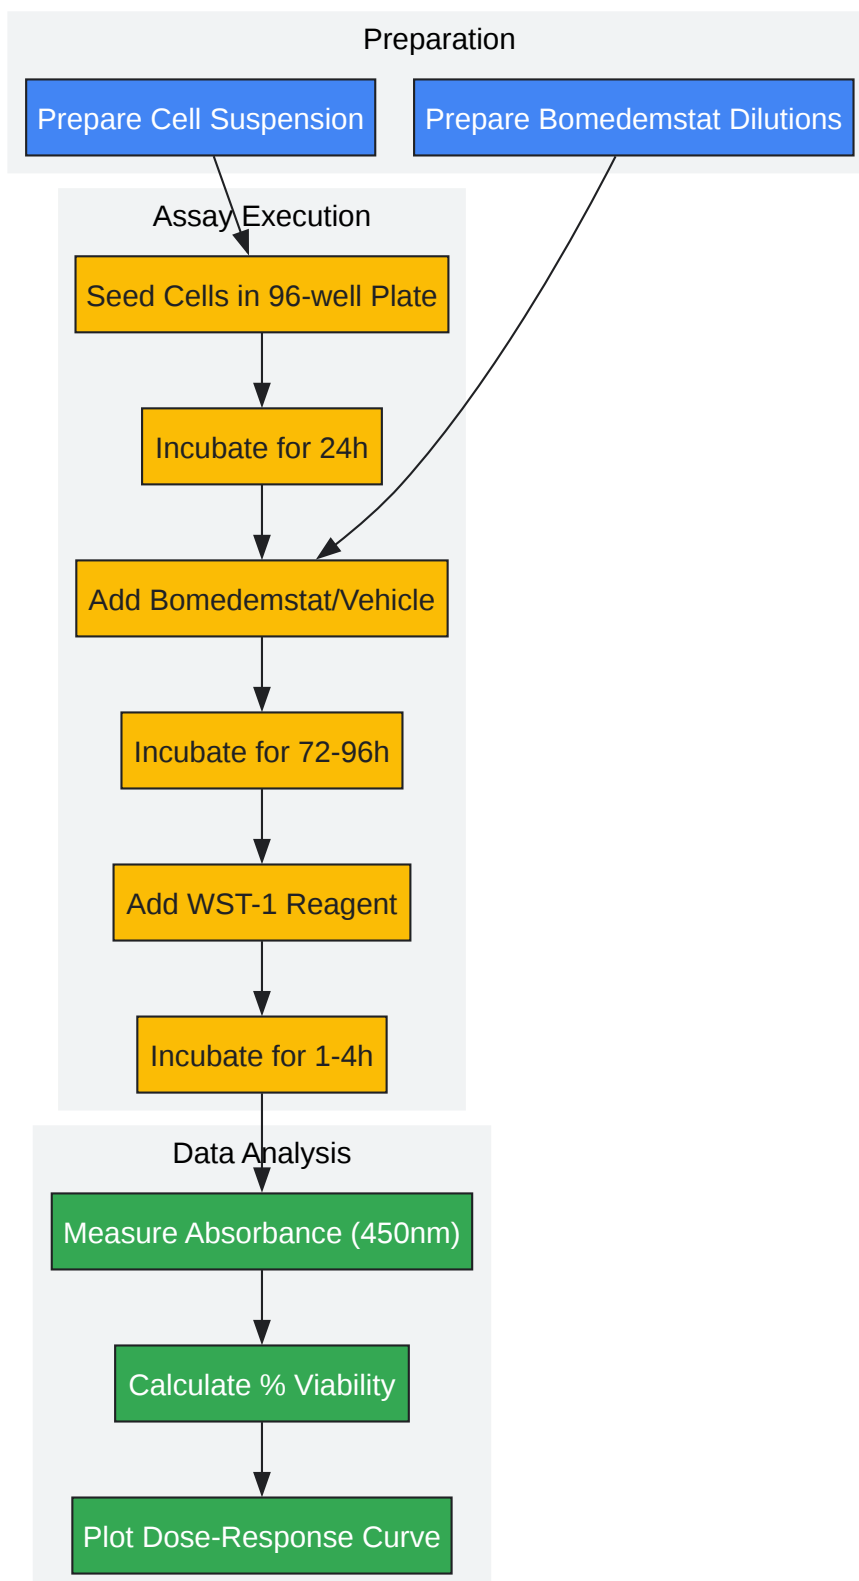 Preparation
Prepare Cell Suspension
Prepare Bomedemstat Dilutions
Assay Execution
Seed Cells in 96-well Plate
Incubate for 24h
Add Bomedemstat/Vehicle
Incubate for 72-96h
Add WST-1 Reagent
Incubate for 1-4h
Data Analysis
Measure Absorbance (450nm)
Calculate % Viability
Plot Dose-Response Curve